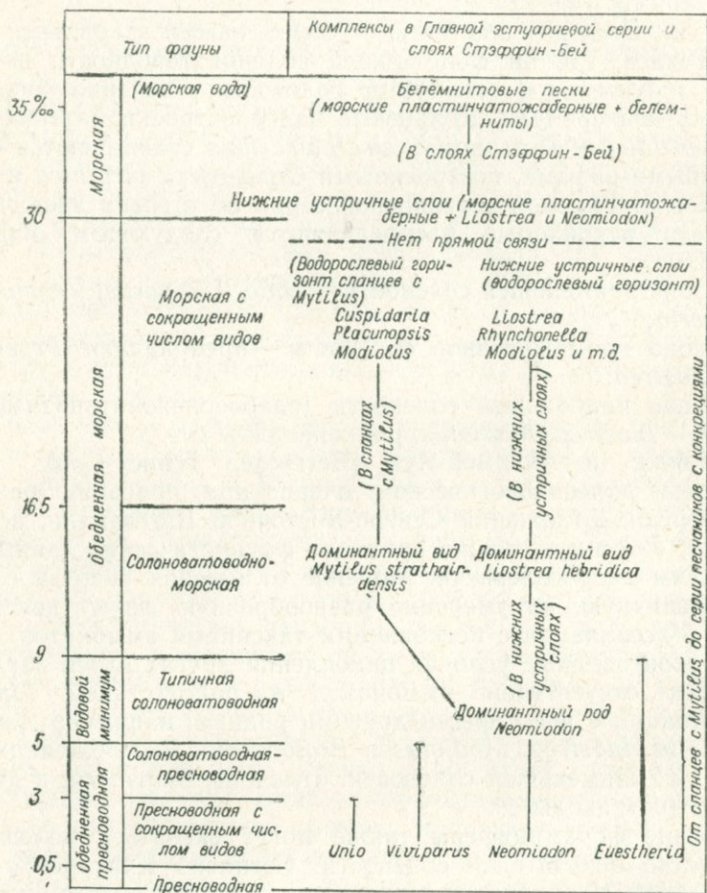 Тип фауны
Комплексы в Главной эстуариевой серии и
слоях Стэффин-Бей
35‰
Морская
(Морская вода)
Белемнитовые пески
(морские пластинчатожаберные + белем-
ниты)
(В слоях Стэффин-Бей)
Нижние устричные слои (морские пластинчатожа-
берные + Liostrea и Neomiodon)
30
Нет прямой связи
Обедненная морская
Морская с
сокращенным
числом видов
(Водорослевый гори-
зонт сланцев с
Mytilus)
Cuspidaria
Placunopsis
Modiolus
Нижние устричные слои
(водорослевый горизонт)
Liostrea
Rhynchonella
Modiolus и т.д.
(В сланцах
с Mytilus)
(В нижних
устричных слоях)
16,5
Солоноватоводно-
морская
Доминантный вид
Mytilus strathair-
densis
Доминантный вид
Liostrea hebridica
(В нижних
устричных
слоях)
9
Видовой
минимум
Типичная
солоноватоводная
Доминантный род
Neomiodon
5
Обедненная
пресноводная
Солоноватоводная-
пресноводная
3
Пресноводная с
сокращенным чис-
лом видов
Unio
Viviparus
Neomiodon
Euestheria
0,5
Пресноводная
От сланцев с Mytilus до серии песчаников с конкрециями